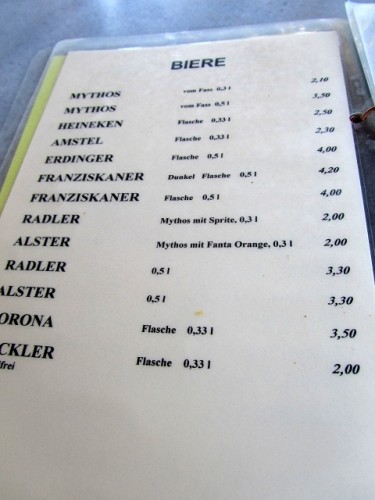 BIERE
MYTHOS vom Fass 0,3 l 2,10
MYTHOS vom Fass 0,5 l 3,50
HEINEKEN Flasche 0,33 l 2,50
AMSTEL Flasche 0,33 l 2,30
ERDINGER Flasche 0,5 l 4,00
FRANZISKANER Dunkel Flasche 0,5 l 4,20
FRANZISKANER Flasche 0,5 l 4,00
RADLER Mythos mit Sprite, 0,3 l 2,00
ALSTER Mythos mit Fanta Orange, 0,3 l 2,00
RADLER 0,5 l 3,30
ALSTER 0,5 l 3,30
ORONA Flasche 0,33 l 3,50
CKLER Flasche 0,33 l 2,00
frei